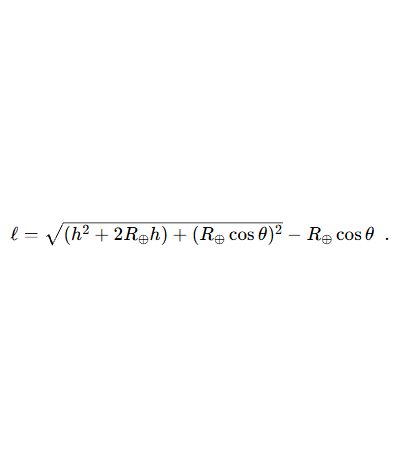 ℓ = √((h² + 2R⊕h) + (R⊕ cos θ)²) − R⊕ cos θ .